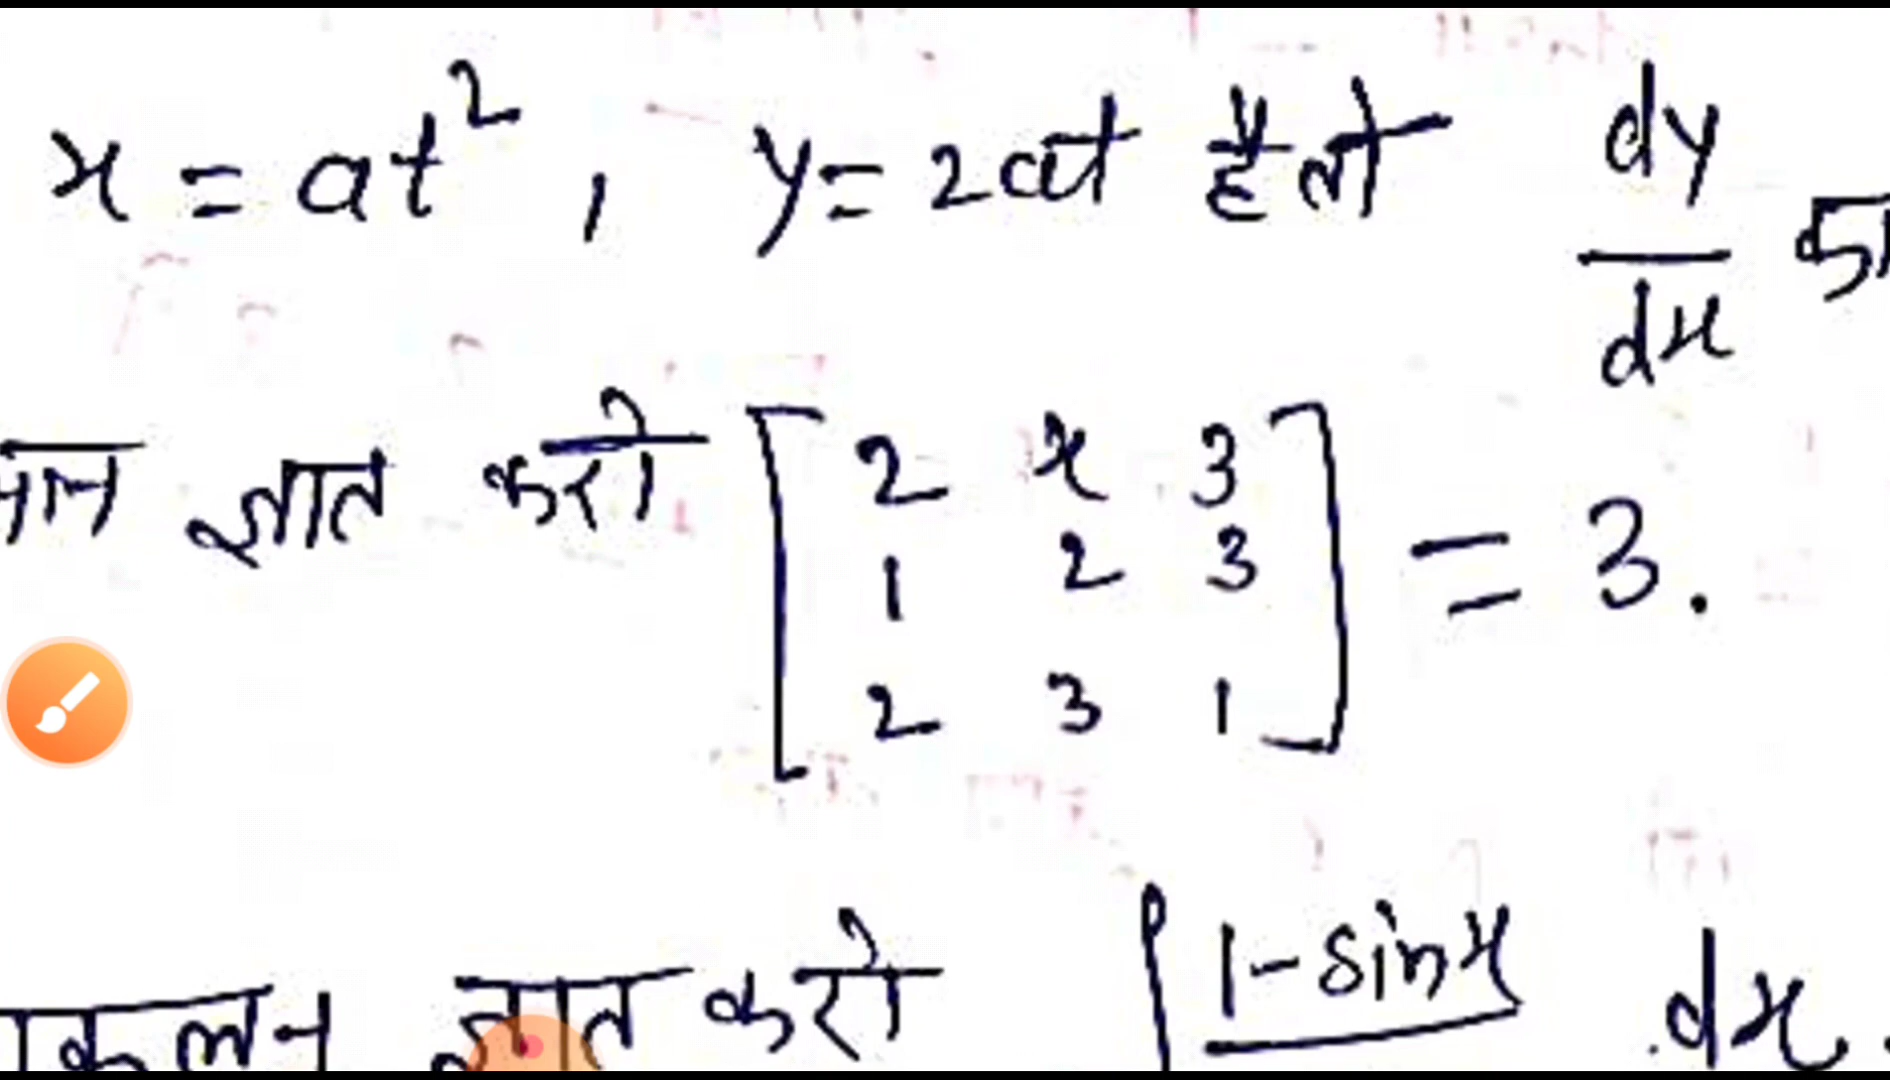 x = at², y = 2at है तो dy/dx का
मान ज्ञात करो [2 x 3
1 2 3
2 3 1] = 3.
ज्ञात करो ∫ 1-sinx dx.